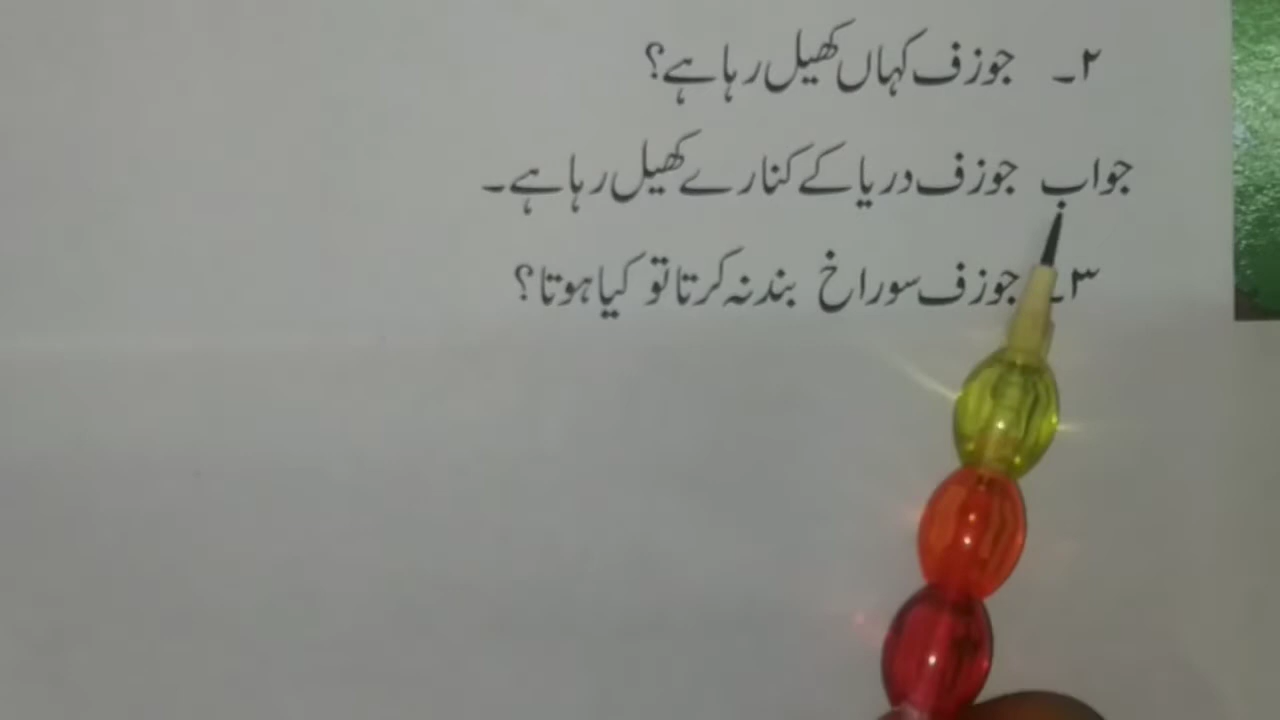 ۲۔ جوزف کہاں کھیل رہا ہے؟
جواب جوزف دریا کے کنارے کھیل رہا ہے۔
۳۔ جوزف سوراخ بند نہ کرتا تو کیا ہوتا؟